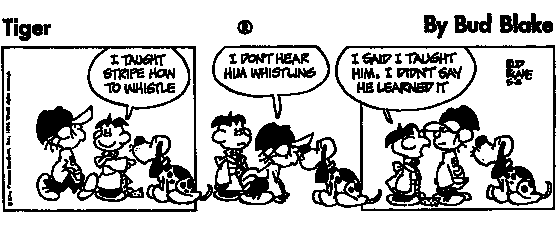 Tiger
®
By Bud Blake
I TAUGHT
STRIPE HOW
TO WHISTLE
I DON'T HEAR
HIM WHISTLING
I SAID I TAUGHT
HIM. I DIDN'T SAY
HE LEARNED IT
BUD
BLAKE